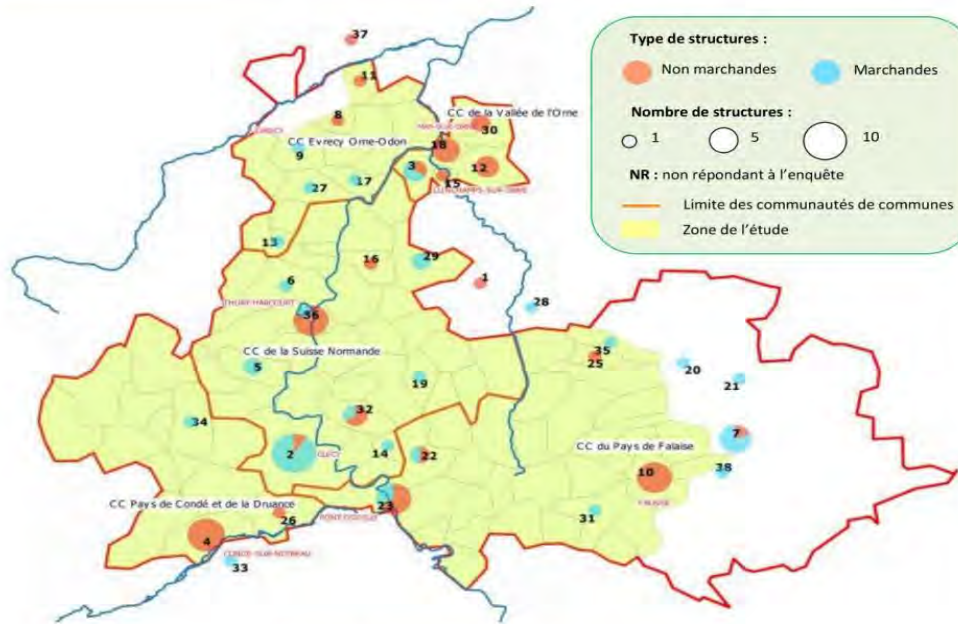 37
Type de structures :
Non marchandes
Marchandes
Nombre de structures :
1
5
10
NR : non répondant à l'enquête
Limite des communautés de communes
Zone de l'étude
11
8
CC de la Vallée de l'Orne
30
CC Evrecy Orne-Odon
18
9
3
12
15
27
17
13
29
16
6
1
28
THURY-HARCOURT
36
35
25
CC de la Suisse Normande
5
20
19
21
32
34
7
2
CLECY
14
22
CC du Pays de Falaise
38
10
FALAISE
CC Pays de Condé et de la Druance
23
26
31
4
CONDE-SUR-NOIREAU
33